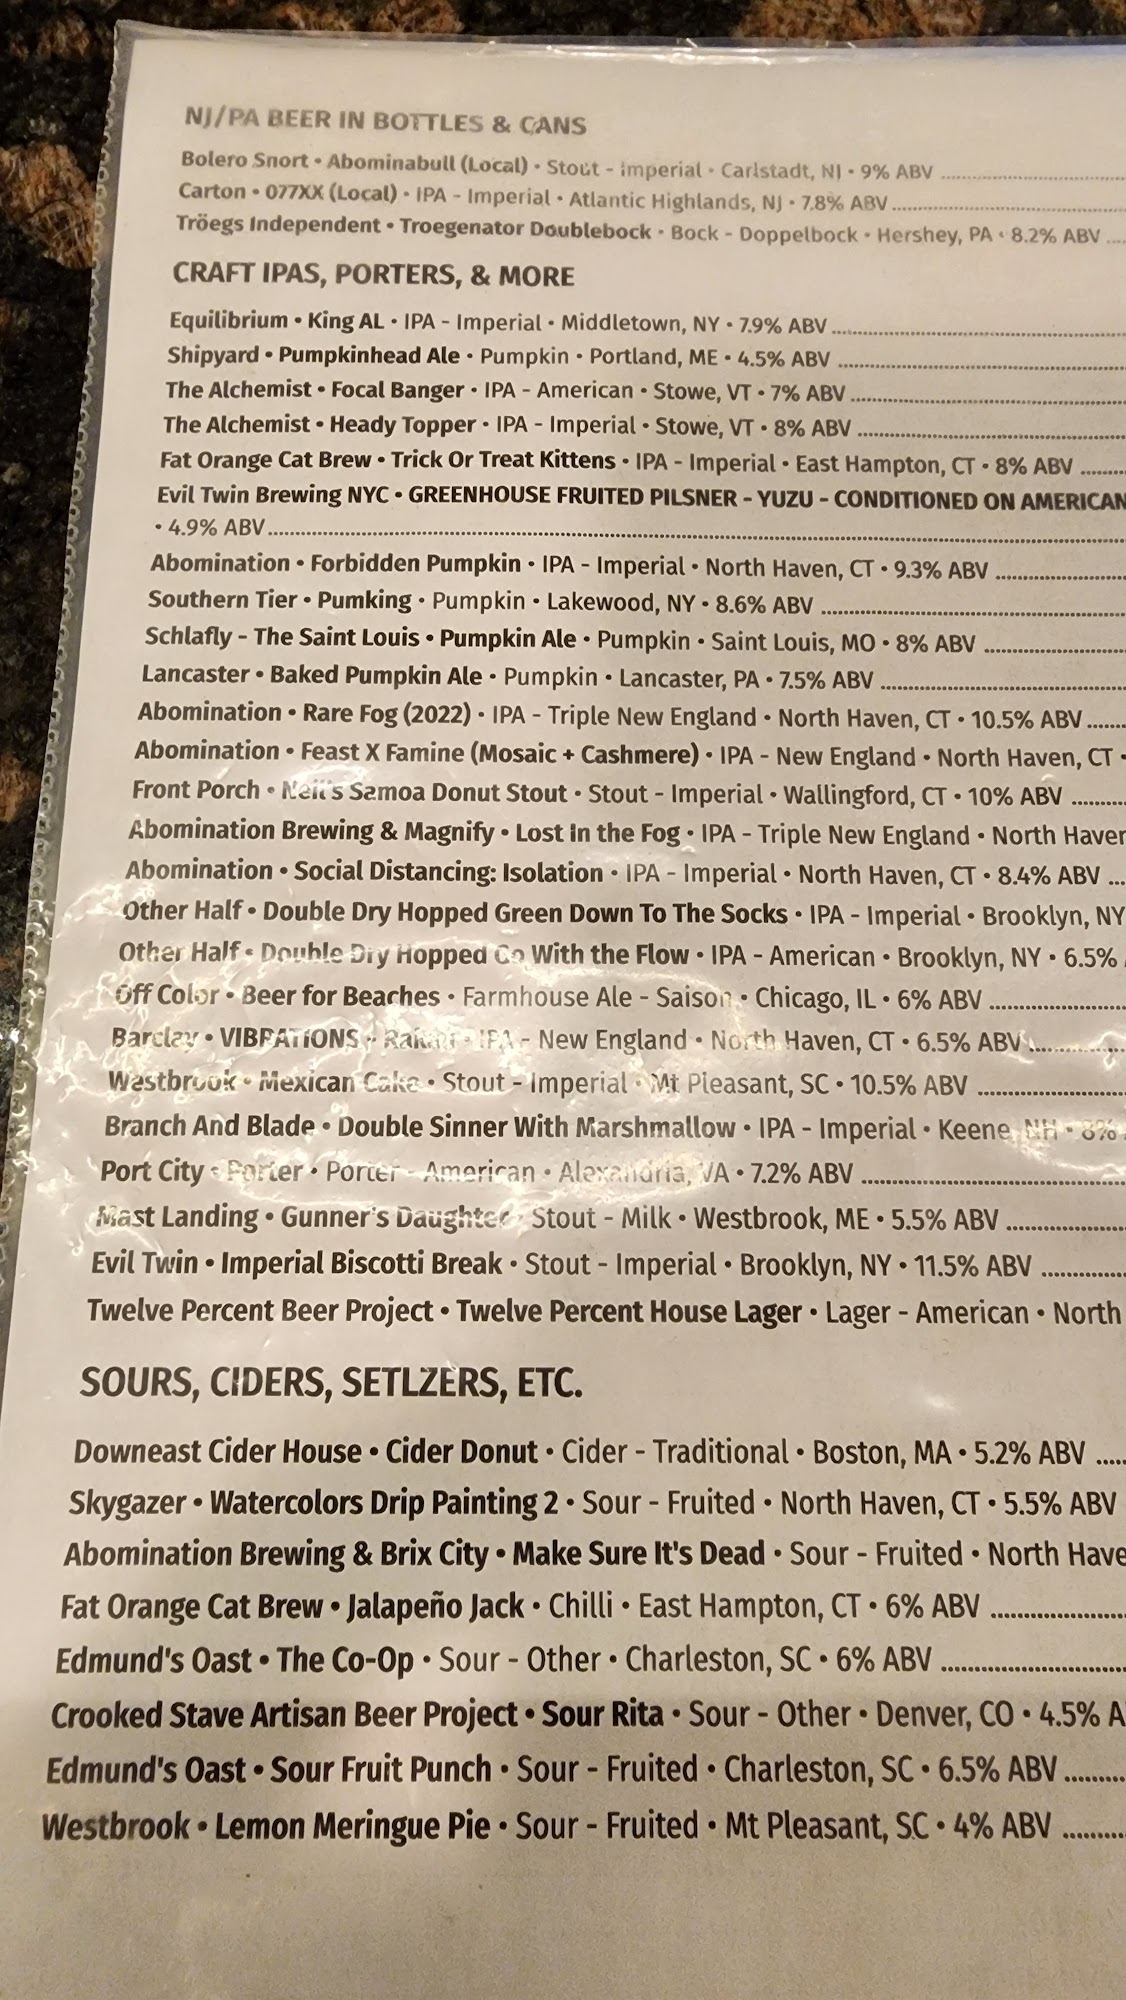 NJ/PA BEER IN BOTTLES & CANS
Bolero Snort • Abominabull (Local) • Stout - Imperial • Carlstadt, NJ • 9% ABV
Carton • 077XX (Local) • IPA - Imperial • Atlantic Highlands, NJ • 7.8% ABV
Tröegs Independent • Troegenator Doublebock • Bock - Doppelbock • Hershey, PA • 8.2% ABV
CRAFT IPAS, PORTERS, & MORE
Equilibrium • King AL • IPA - Imperial • Middletown, NY • 7.9% ABV
Shipyard • Pumpkinhead Ale • Pumpkin • Portland, ME • 4.5% ABV
The Alchemist • Focal Banger • IPA - American • Stowe, VT • 7% ABV
The Alchemist • Heady Topper • IPA - Imperial • Stowe, VT • 8% ABV
Fat Orange Cat Brew • Trick Or Treat Kittens • IPA - Imperial • East Hampton, CT • 8% ABV
Evil Twin Brewing NYC • GREENHOUSE FRUITED PILSNER - YUZU - CONDITIONED ON AMERICAN
• 4.9% ABV
Abomination • Forbidden Pumpkin • IPA - Imperial • North Haven, CT • 9.3% ABV
Southern Tier • Pumking • Pumpkin • Lakewood, NY • 8.6% ABV
Schlafly - The Saint Louis • Pumpkin Ale • Pumpkin • Saint Louis, MO • 8% ABV
Lancaster • Baked Pumpkin Ale • Pumpkin • Lancaster, PA • 7.5% ABV
Abomination • Rare Fog (2022) • IPA - Triple New England • North Haven, CT • 10.5% ABV
Abomination • Feast X Famine (Mosaic + Cashmere) • IPA - New England • North Haven, CT •
Front Porch • Neil's Samoa Donut Stout • Stout - Imperial • Wallingford, CT • 10% ABV
Abomination Brewing & Magnify • Lost in the Fog • IPA - Triple New England • North Haven
Abomination • Social Distancing: Isolation • IPA - Imperial • North Haven, CT • 8.4% ABV
Other Half • Double Dry Hopped Green Down To The Socks • IPA - Imperial • Brooklyn, NY
Other Half • Double Dry Hopped Go With the Flow • IPA - American • Brooklyn, NY • 6.5%
Off Color • Beer for Beaches • Farmhouse Ale - Saison • Chicago, IL • 6% ABV
Barclay • VIBRATIONS - IPA - New England • North Haven, CT • 6.5% ABV
Westbrook • Mexican Cake • Stout - Imperial • Mt Pleasant, SC • 10.5% ABV
Branch And Blade • Double Sinner With Marshmallow • IPA - Imperial • Keene, NH • 8%
Port City • Porter • Porter - American • Alexandria, VA • 7.2% ABV
Mast Landing • Gunner's Daughter • Stout - Milk • Westbrook, ME • 5.5% ABV
Evil Twin • Imperial Biscotti Break • Stout - Imperial • Brooklyn, NY • 11.5% ABV
Twelve Percent Beer Project • Twelve Percent House Lager • Lager - American • North
SOURS, CIDERS, SETLZERS, ETC.
Downeast Cider House • Cider Donut • Cider - Traditional • Boston, MA • 5.2% ABV
Skygazer • Watercolors Drip Painting 2 • Sour - Fruited • North Haven, CT • 5.5% ABV
Abomination Brewing & Brix City • Make Sure It's Dead • Sour - Fruited • North Have
Fat Orange Cat Brew • Jalapeño Jack • Chilli • East Hampton, CT • 6% ABV
Edmund's Oast • The Co-Op • Sour - Other • Charleston, SC • 6% ABV
Crooked Stave Artisan Beer Project • Sour Rita • Sour - Other • Denver, CO • 4.5% A
Edmund's Oast • Sour Fruit Punch • Sour - Fruited • Charleston, SC • 6.5% ABV
Westbrook • Lemon Meringue Pie • Sour - Fruited • Mt Pleasant, SC • 4% ABV